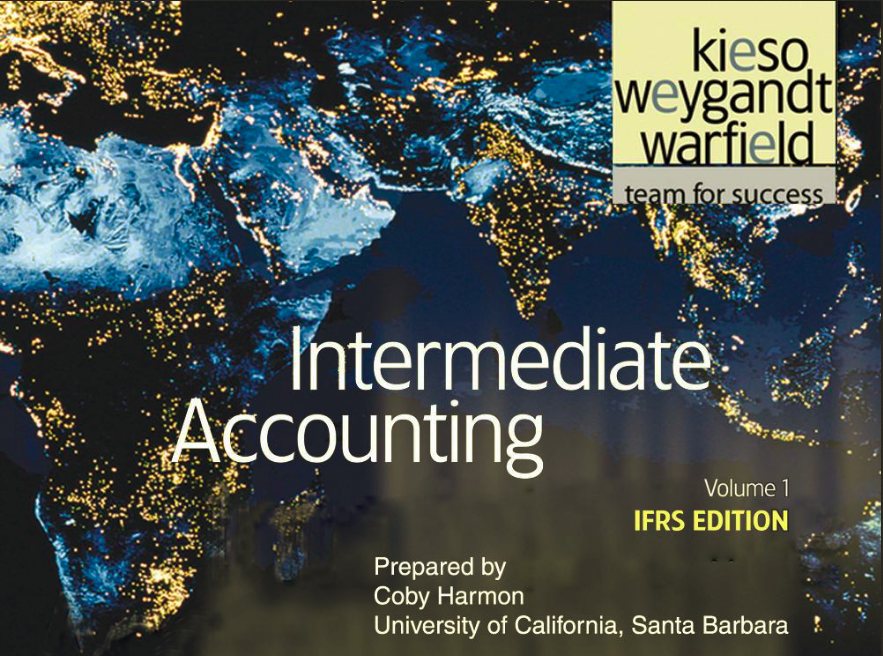 kieso
weygandt
warfield
team for success
Intermediate
Accounting
Volume 1
IFRS EDITION
Prepared by
Coby Harmon
University of California, Santa Barbara